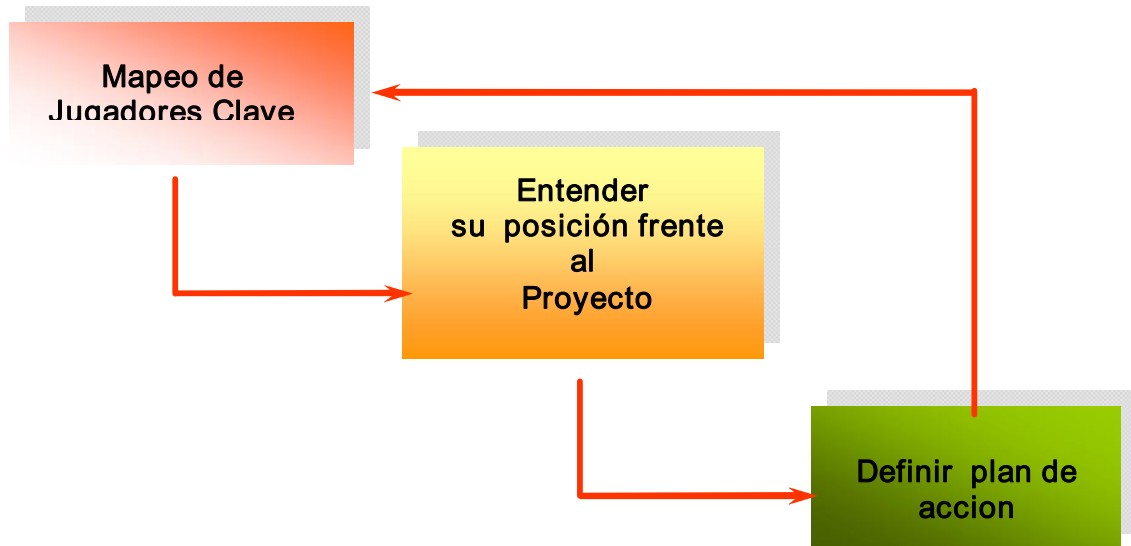 Mapeo de
Jugadores Clave
Entender
su posición frente
al
Proyecto
Definir plan de
accion